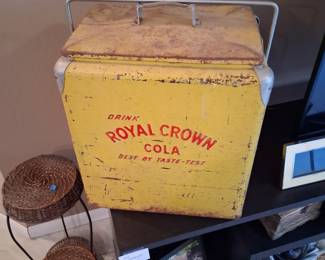 DRINK
ROYAL CROWN
COLA
BEST BY TASTE-TEST